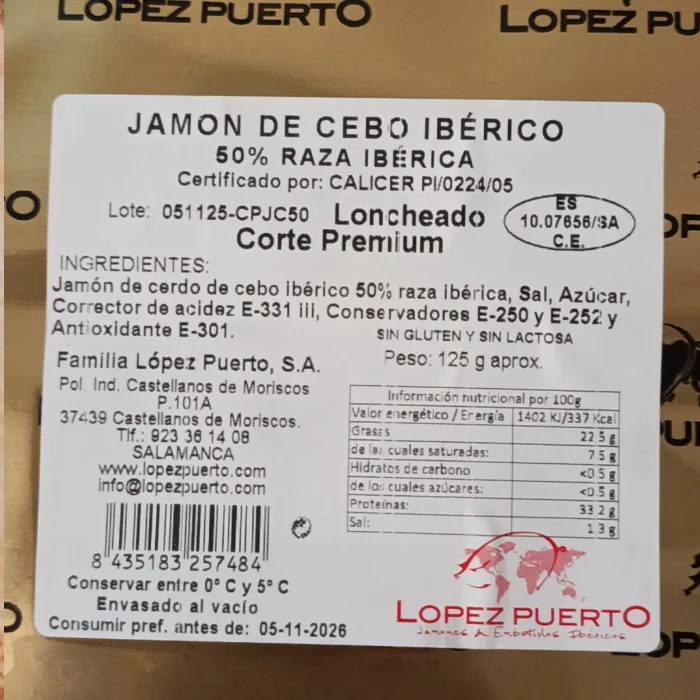 LOPEZ PUERTO
LOPEZ PU
JAMON DE CEBO IBÉRICO
50% RAZA IBÉRICA
Certificado por: CALICER PI/0224/05
Lote: 051125-CPJC50 Loncheado
Corte Premium
ES
10.07656/SA
C.E.
INGREDIENTES:
Jamón de cerdo de cebo ibérico 50% raza ibérica, Sal, Azúcar,
Corrector de acidez E-331 iii, Conservadores E-250 y E-252 y
Antioxidante E-301.
SIN GLUTEN Y SIN LACTOSA
Peso: 125 g aprox.
Familia López Puerto, S.A.
Pol. Ind. Castellanos de Moriscos
P.101A
37439 Castellanos de Moriscos.
Tlf.: 923 36 14 08
SALAMANCA
www.lopezpuerto.com
info@lopezpuerto.com
Información nutricional por 100g
Valor energético / Energía 1402 KJ/337 Kcal
Grasas 22 5 g
de las cuales saturadas: 7 5 g
Hidratos de carbono <0 5 g
de los cuales azúcares: <0 5 g
Proteínas: 33 2 g
Sal: 1 3 g
8 435183 257484
Conservar entre 0° C y 5° C
Envasado al vacío
Consumir pref. antes de: 05-11-2026
LOPEZ PUERTO
Jamones & Embutidos Ibéricos